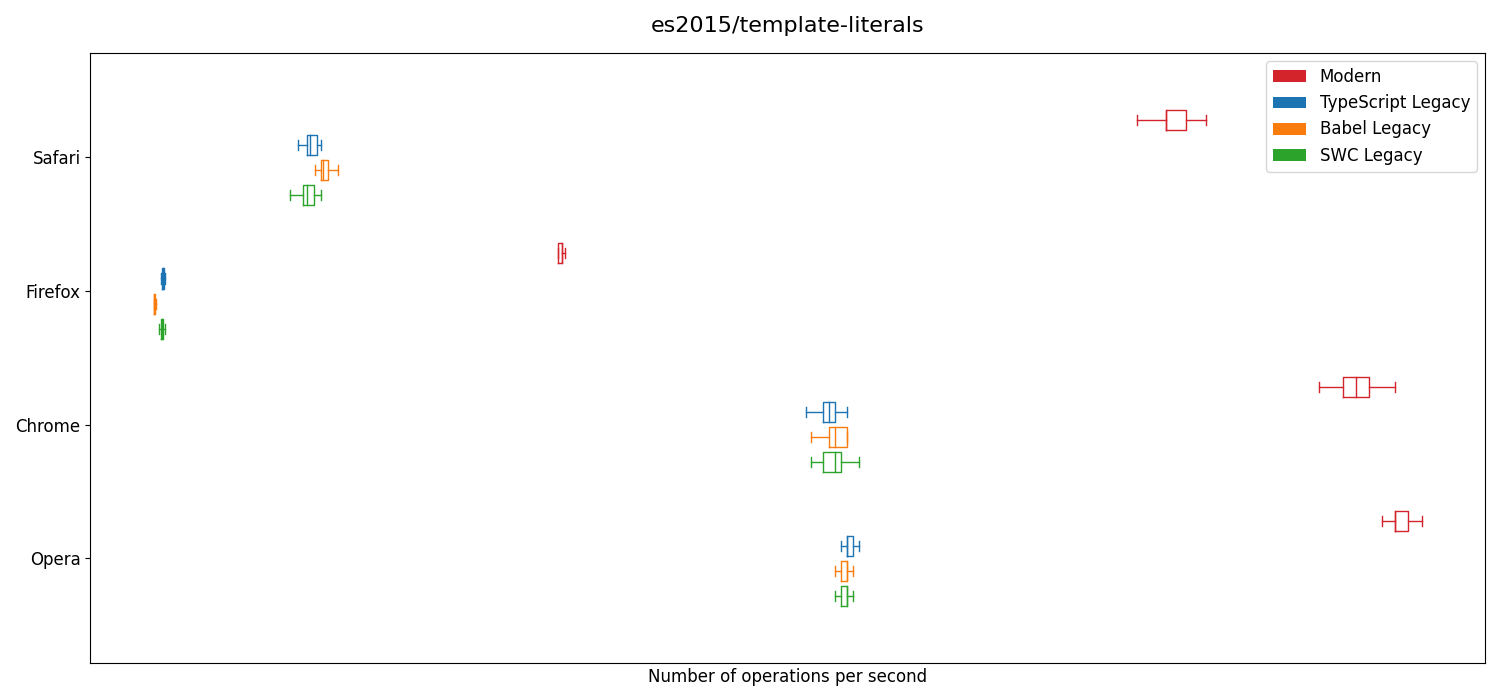 es2015/template-literals
Modern
TypeScript Legacy
Babel Legacy
SWC Legacy
Safari
Firefox
Chrome
Opera
Number of operations per second